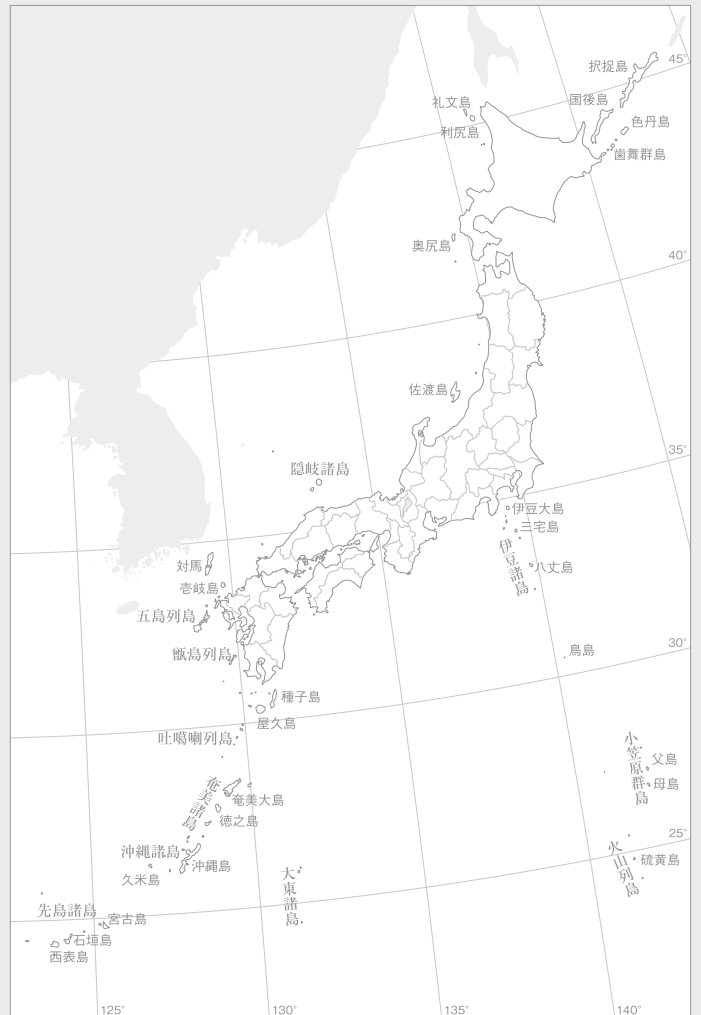 択捉島
45°
国後島
礼文島
色丹島
利尻島
歯舞群島
奥尻島
40°
佐渡島
35°
隠岐諸島
伊豆大島
三宅島
伊豆諸島
対馬
八丈島
壱岐島
五島列島
30°
鳥島
甑島列島
種子島
屋久島
吐噶喇列島
小笠原群島
父島
奄美諸島
母島
奄美大島
徳之島
25°
火山列島
沖縄諸島
硫黄島
沖縄島
久米島
大東諸島
先島諸島
宮古島
石垣島
西表島
125°
130°
135°
140°